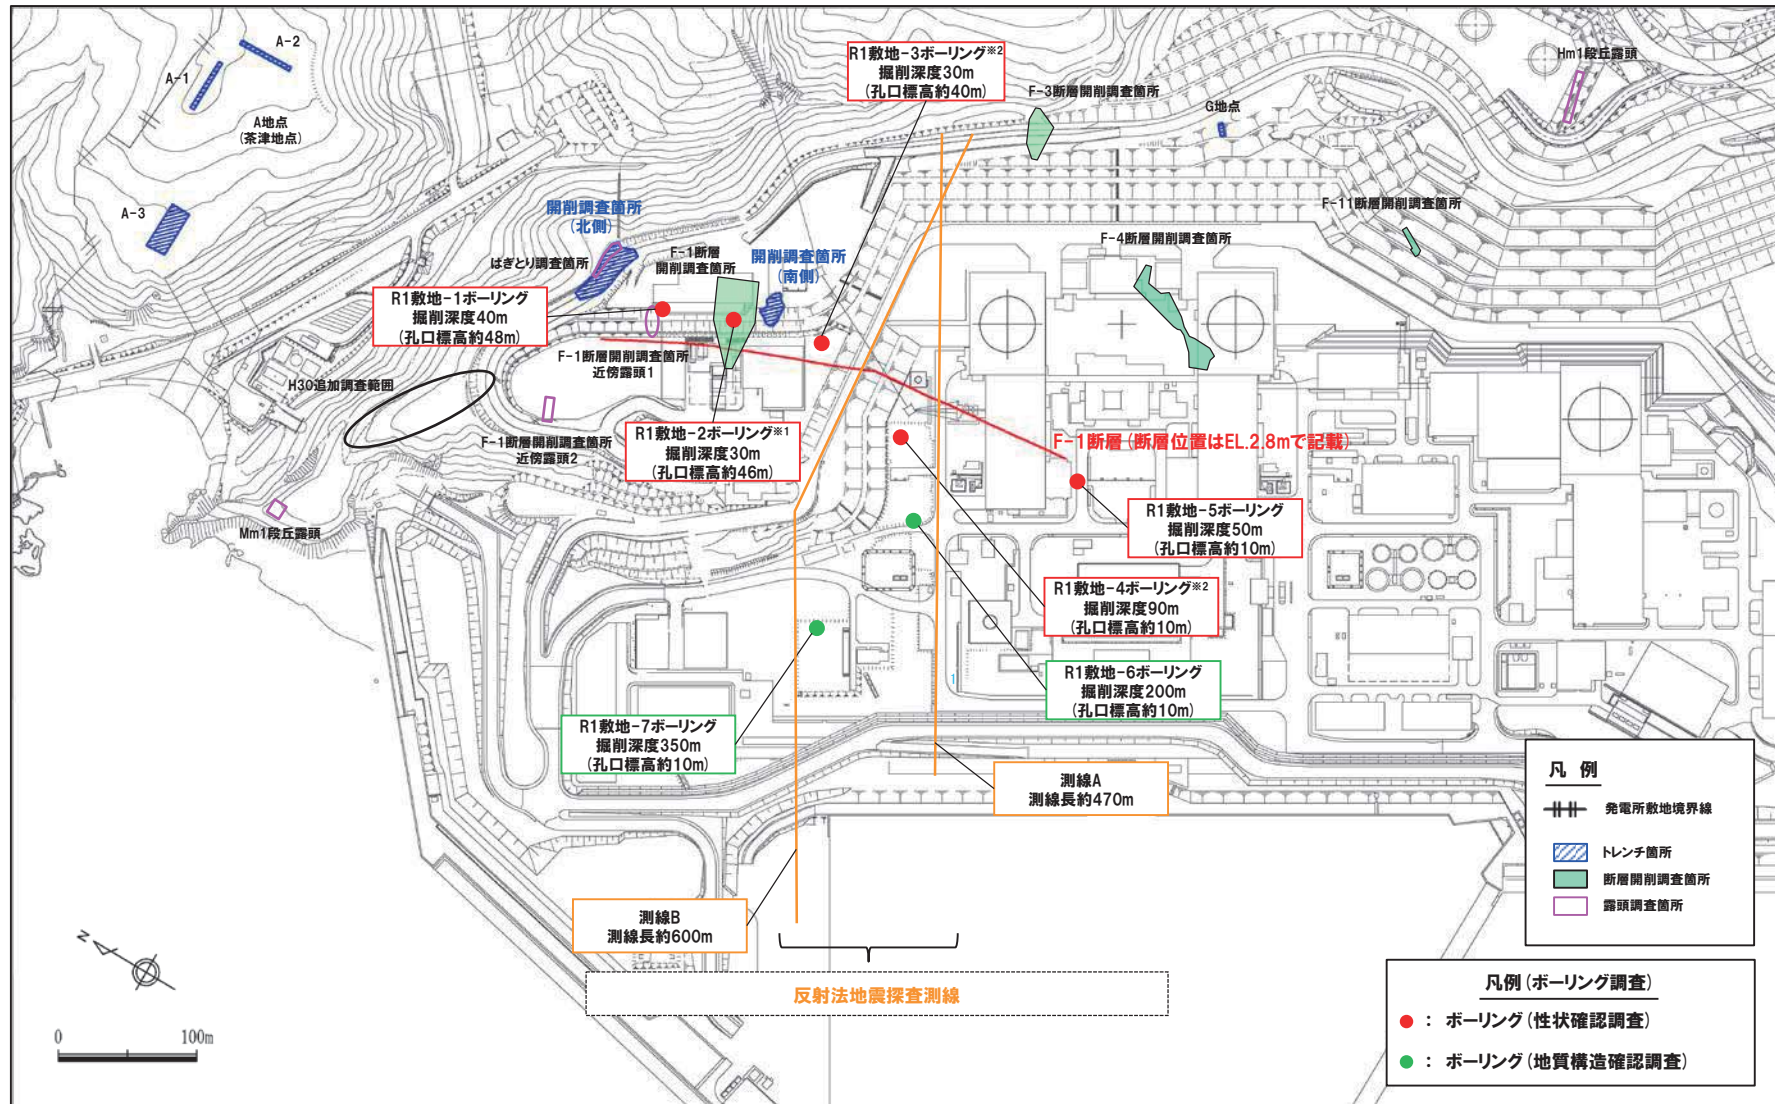 A-2
A-1
A地点
(茶津地点)
A-3
R1敷地-3ボーリング※2
掘削深度30m
(孔口標高約40m)
F-3断層開削調査箇所
G地点
Hm1段丘露頭
F-11断層開削調査箇所
F-4断層開削調査箇所
開削調査箇所
(北側)
はぎとり調査箇所
F-1断層
開削調査箇所
開削調査箇所
(南側)
R1敷地-1ボーリング
掘削深度40m
(孔口標高約48m)
F-1断層開削調査箇所
近傍露頭1
H30追加調査範囲
F-1断層開削調査箇所
近傍露頭2
R1敷地-2ボーリング※1
掘削深度30m
(孔口標高約46m)
F-1断層(断層位置はEL.2.8mで記載)
Mm1段丘露頭
R1敷地-5ボーリング
掘削深度50m
(孔口標高約10m)
R1敷地-4ボーリング※2
掘削深度90m
(孔口標高約10m)
R1敷地-6ボーリング
掘削深度200m
(孔口標高約10m)
R1敷地-7ボーリング
掘削深度350m
(孔口標高約10m)
測線A
測線長約470m
測線B
測線長約600m
反射法地震探査測線
N
0 100m
凡 例
発電所敷地境界線
トレンチ箇所
断層開削調査箇所
露頭調査箇所
凡例(ボーリング調査)
: ボーリング(性状確認調査)
: ボーリング(地質構造確認調査)